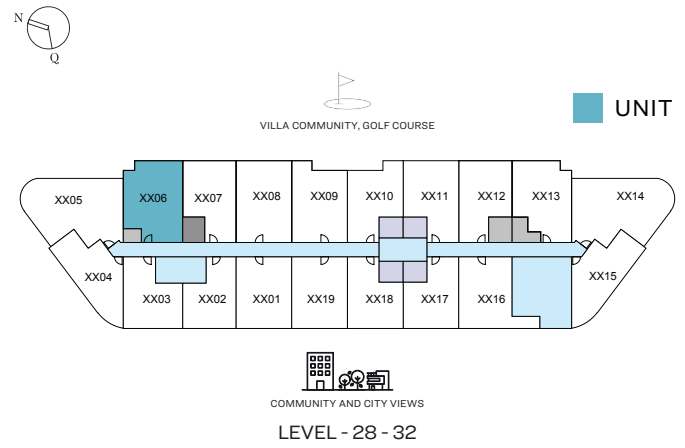 N
Q
VILLA COMMUNITY, GOLF COURSE
UNIT
XX05
XX06
XX07
XX08
XX09
XX10
XX11
XX12
XX13
XX14
XX04
XX03
XX02
XX01
XX19
XX18
XX17
XX16
XX15
COMMUNITY AND CITY VIEWS
LEVEL - 28 - 32